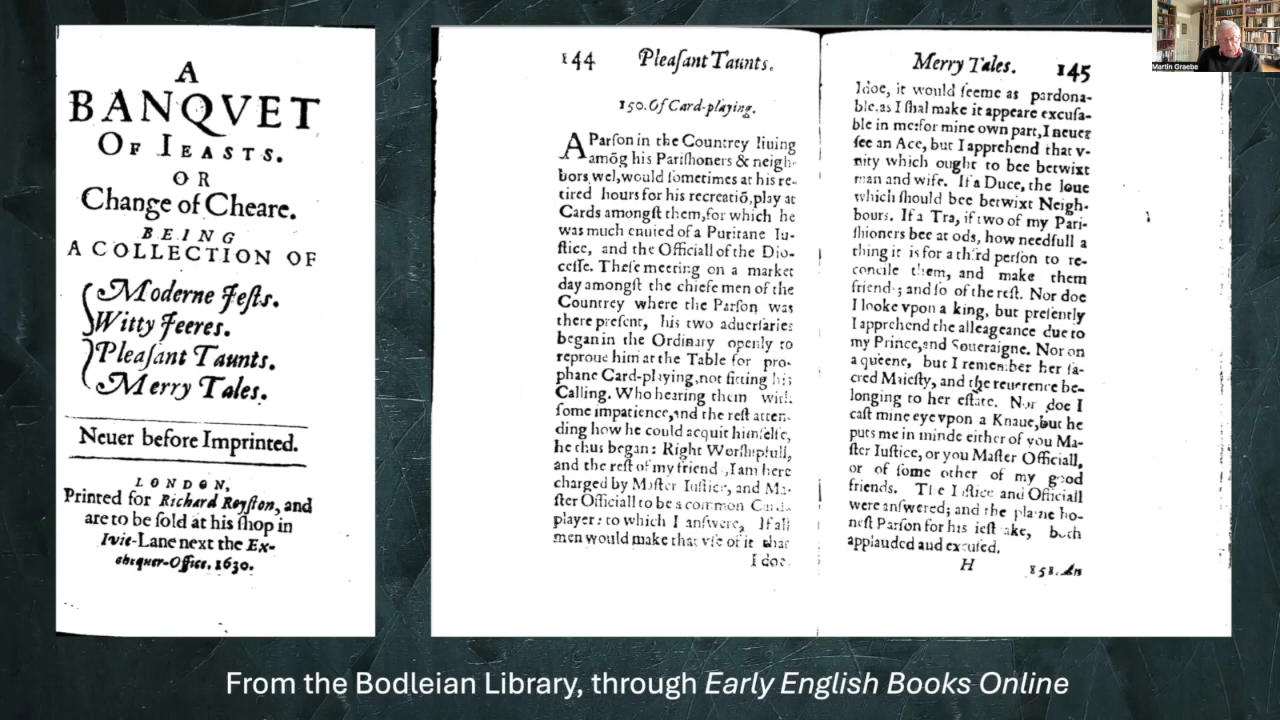 A
BANQVET
OF IEASTS.
OR
Change of Cheare.
BEING
A COLLECTION OF
Moderne Jeſts.
Witty Jeeres.
Pleaſant Taunts.
Merry Tales.
Neuer before Imprinted.
LONDON,
Printed for Richard Royſton, and
are to be ſold at his ſhop in
Ivie-Lane next the Ex-
chequer-Office. 1630.
144 Pleaſant Taunts.
150. Of Card-playing.
A Parſon in the Countrey liuing
amõg his Pariſhoners & neigh-
bors wel, would ſometimes at his re-
tired hours for his recreatiõ, play at
Cards amongſt them, for which he
was much enuied of a Puritane Iu-
ſtice, and the Officiall of the Dio-
ceſſe. Theſe meeting on a market
day amongſt the chiefe men of the
Countrey where the Parſon was
there preſent, his two aduerſaries
began in the Ordinary openly to
reproue him at the Table for pro-
phane Card-playing, not fitting his
Calling. Who hearing them with
ſome impatience, and the reſt atten-
ding how he could acquit himſelfe,
he thus began: Right Worſhipfull,
and the reſt of my friend, I am here
charged by Maſter Iuſtice, and Ma-
ſter Officiall to be a common Card-
player: to which I anſwere, If all
men would make that vſe of it that
I doe,
Merry Tales. 145
I doe, it would ſeeme as pardona-
ble, as I ſhal make it appeare excuſa-
ble in me: for mine own part, I neuer
ſee an Ace, but I apprehend that v-
nity which ought to bee betwixt
man and wife. If a Duce, the loue
which ſhould bee betwixt Neigh-
bours. If a Tra, if two of my Pari-
ſhioners bee at ods, how needfull a
thing it is for a third perſon to re-
concile them, and make them
friends; and ſo of the reſt. Nor doe
I looke vpon a king, but preſently
I apprehend the alleageance due to
my Prince, and Soueraigne. Nor on
a queene, but I remember her ſa-
cred Maieſty, and the reuerence be-
longing to her eſtate. Nor doe I
caſt mine eye vpon a Knaue, but he
puts me in minde either of you Ma-
ſter Iuſtice, or you Maſter Officiall,
or of ſome other of my good
friends. The Iuſtice and Officiall
were anſwered; and the plaine ho-
neſt Parſon for his ieſt ſake, both
applauded and excuſed.
H 151. An
From the Bodleian Library, through Early English Books Online
Martin Graebe